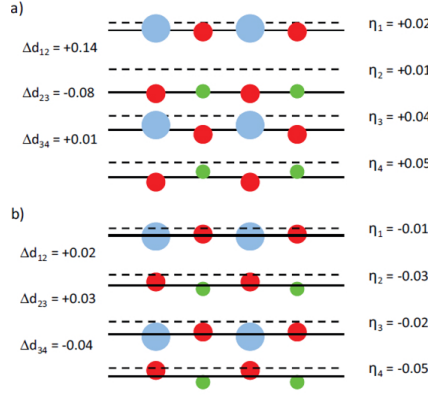 a)
η1 = +0.02
Δd12 = +0.14
η2 = +0.01
Δd23 = -0.08
η3 = +0.04
Δd34 = +0.01
η4 = +0.05
b)
η1 = -0.01
Δd12 = +0.02
η2 = -0.03
Δd23 = +0.03
η3 = -0.02
Δd34 = -0.04
η4 = -0.05